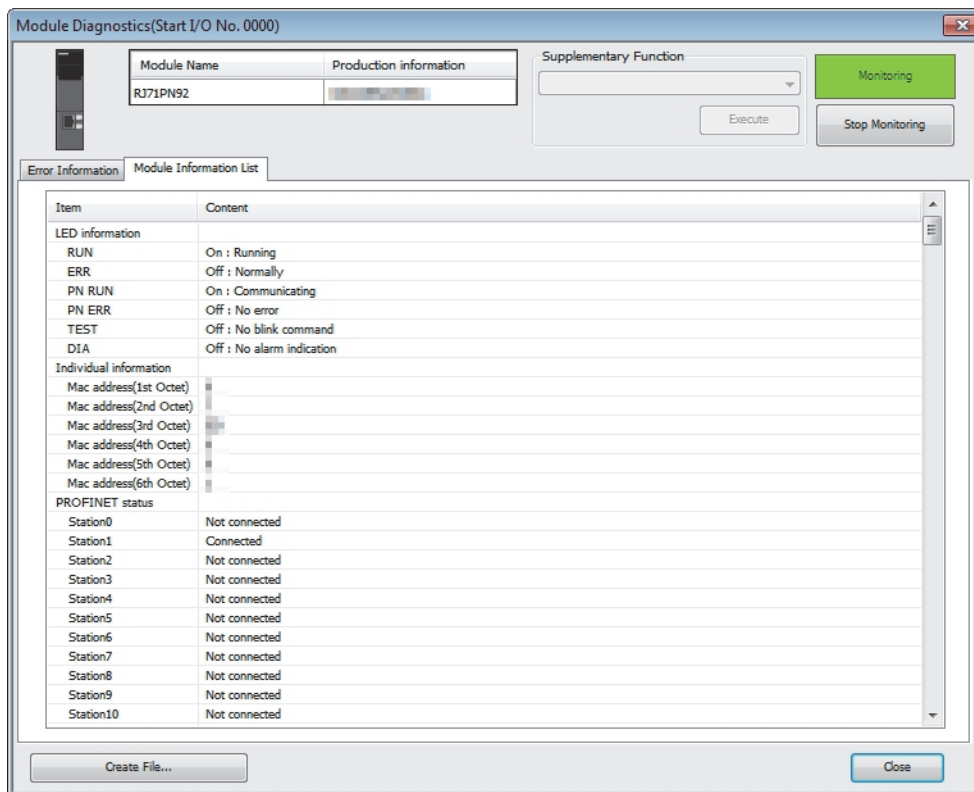 Module Diagnostics(Start I/O No. 0000)
Module Name Production information
RJ71PN92
Supplementary Function
Execute
Monitoring
Stop Monitoring
Error Information Module Information List
Item Content
LED information
RUN On : Running
ERR Off : Normally
PN RUN On : Communicating
PN ERR Off : No error
TEST Off : No blink command
DIA Off : No alarm indication
Individual information
Mac address(1st Octet)
Mac address(2nd Octet)
Mac address(3rd Octet)
Mac address(4th Octet)
Mac address(5th Octet)
Mac address(6th Octet)
PROFINET status
Station0 Not connected
Station1 Connected
Station2 Not connected
Station3 Not connected
Station4 Not connected
Station5 Not connected
Station6 Not connected
Station7 Not connected
Station8 Not connected
Station9 Not connected
Station10 Not connected
Create File... Close